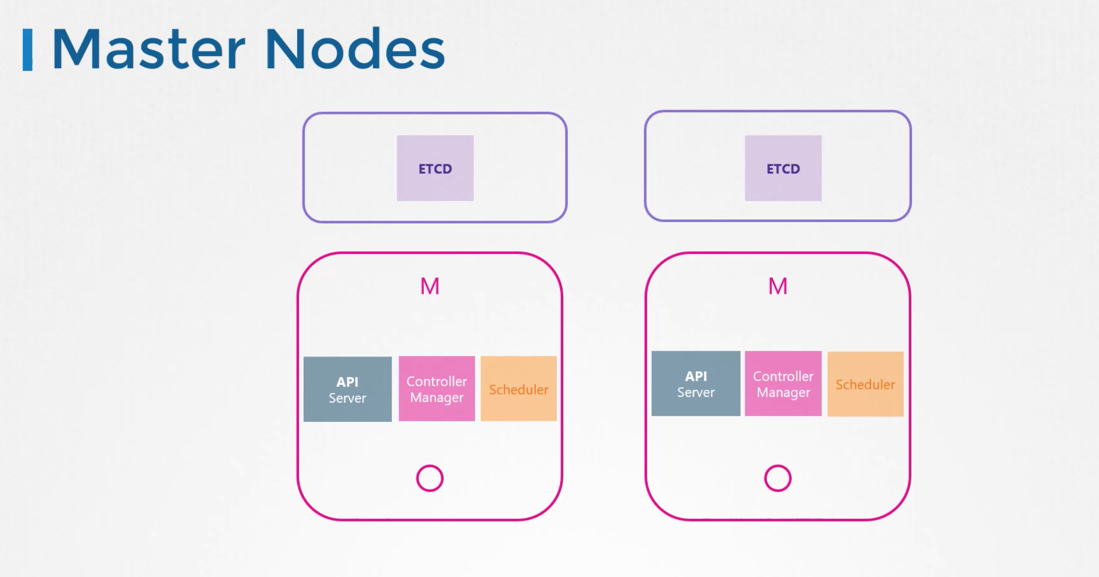 Master Nodes
ETCD
ETCD
M
M
API
Server
Controller
Manager
Scheduler
API
Server
Controller
Manager
Scheduler